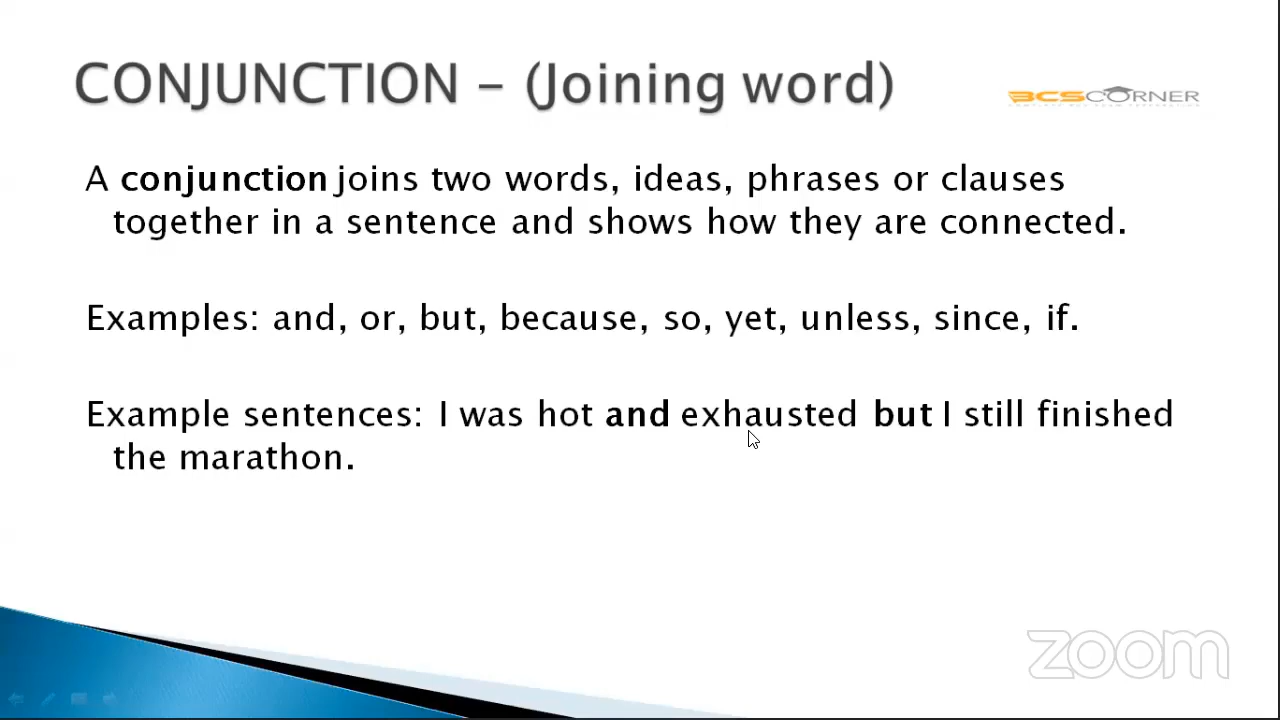 CONJUNCTION – (Joining word)
BCSCORNER
A conjunction joins two words, ideas, phrases or clauses
together in a sentence and shows how they are connected.
Examples: and, or, but, because, so, yet, unless, since, if.
Example sentences: I was hot and exhausted but I still finished
the marathon.
zoom